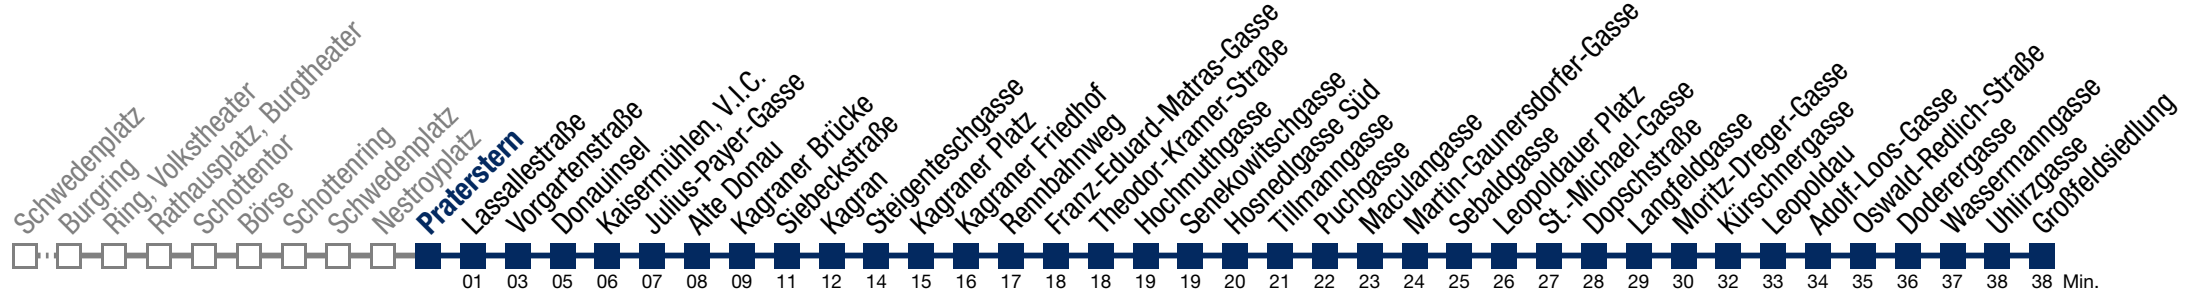 Schwedenplatz
Burgring
Ring, Volkstheater
Rathausplatz, Burgtheater
Schottentor
Börse
Schottenring
Schwedenplatz
Nestroyplatz
Praterstern
Lassallestraße
Vorgartenstraße
Donauinsel
Kaisermühlen, V.I.C.
Julius-Payer-Gasse
Alte Donau
Kagraner Brücke
Siebeckstraße
Kagran
Steigenteschgasse
Kagraner Platz
Kagraner Friedhof
Rennbahnweg
Franz-Eduard-Matras-Gasse
Theodor-Kramer-Straße
Hochmuthgasse
Senekowitschgasse
Hosnedlgasse Süd
Tillmanngasse
Puchgasse
Maculangasse
Martin-Gaunersdorfer-Gasse
Sebaldgasse
Leopoldauer Platz
St.-Michael-Gasse
Dopschstraße
Langfeldgasse
Moritz-Dreger-Gasse
Kürschnergasse
Leopoldau
Adolf-Loos-Gasse
Oswald-Redlich-Straße
Doderergasse
Wassermanngasse
Uhlirzgasse
Großfeldsiedlung
01 03 05 06 07 08 09 11 12 14 15 16 17 18 18 19 19 20 21 22 23 24 25 26 27 28 29 30 32 33 34 35 36 37 38 38 Min.